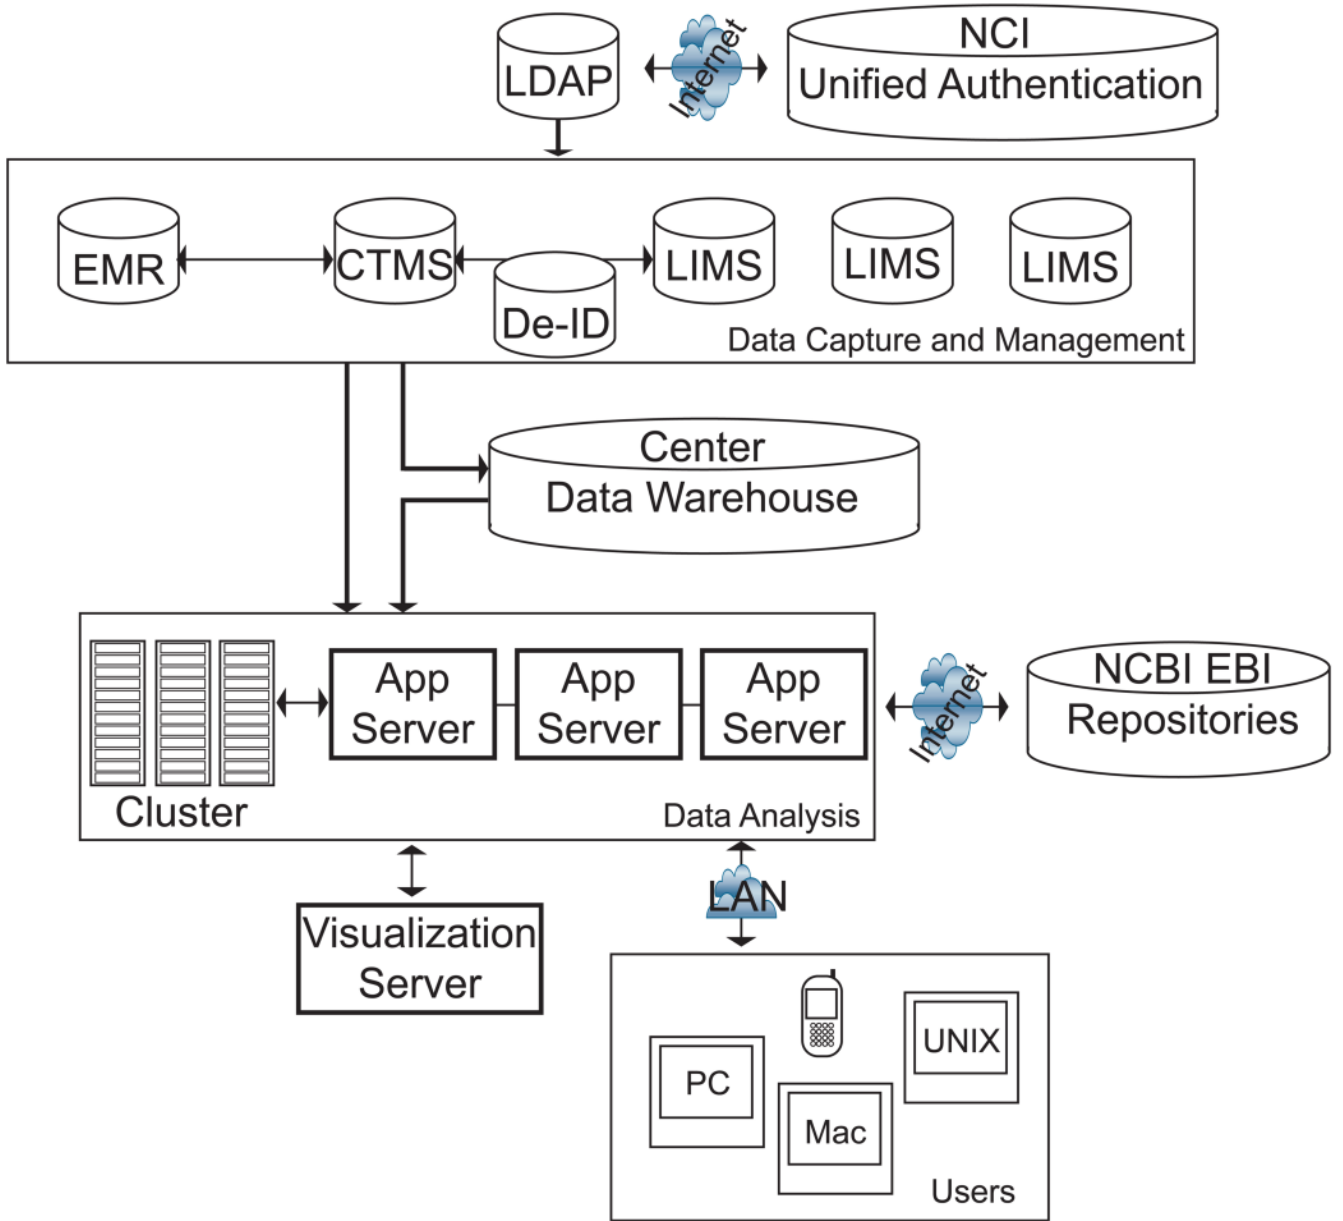 LDAP
Internet
NCI
Unified Authentication
EMR
CTMS
De-ID
LIMS
LIMS
LIMS
Data Capture and Management
Center
Data Warehouse
Cluster
App
Server
App
Server
App
Server
Data Analysis
Internet
NCBI EBI
Repositories
Visualization
Server
LAN
PC
Mac
UNIX
Users